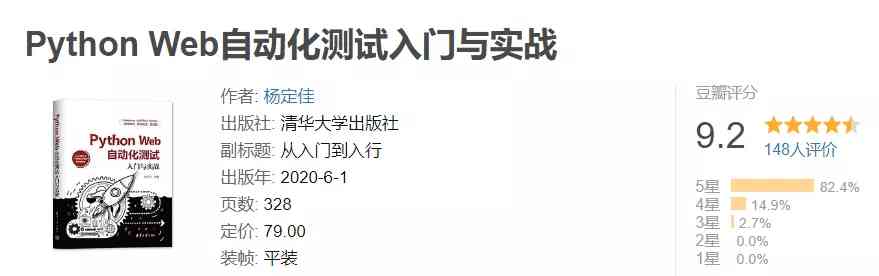 Python Web自动化测试入门与实战
Python Web
自动化测试
入门与实战
作者: 杨定佳
出版社: 清华大学出版社
副标题: 从入门到入行
出版年: 2020-6-1
页数: 328
定价: 79.00
装帧: 平装
豆瓣评分
9.2
148人评价
5星 82.4%
4星 14.9%
3星 2.7%
2星 0.0%
1星 0.0%